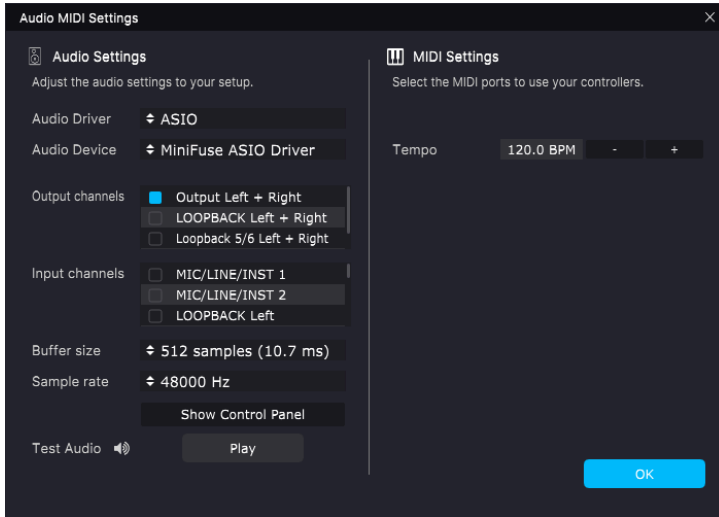 Audio MIDI Settings
Audio Settings
Adjust the audio settings to your setup.
Audio Driver ASIO
Audio Device MiniFuse ASIO Driver
Output channels Output Left + Right
LOOPBACK Left + Right
Loopback 5/6 Left + Right
Input channels MIC/LINE/INST 1
MIC/LINE/INST 2
LOOPBACK Left
Buffer size 512 samples (10.7 ms)
Sample rate 48000 Hz
Show Control Panel
Test Audio Play
MIDI Settings
Select the MIDI ports to use your controllers.
Tempo 120.0 BPM - +
OK